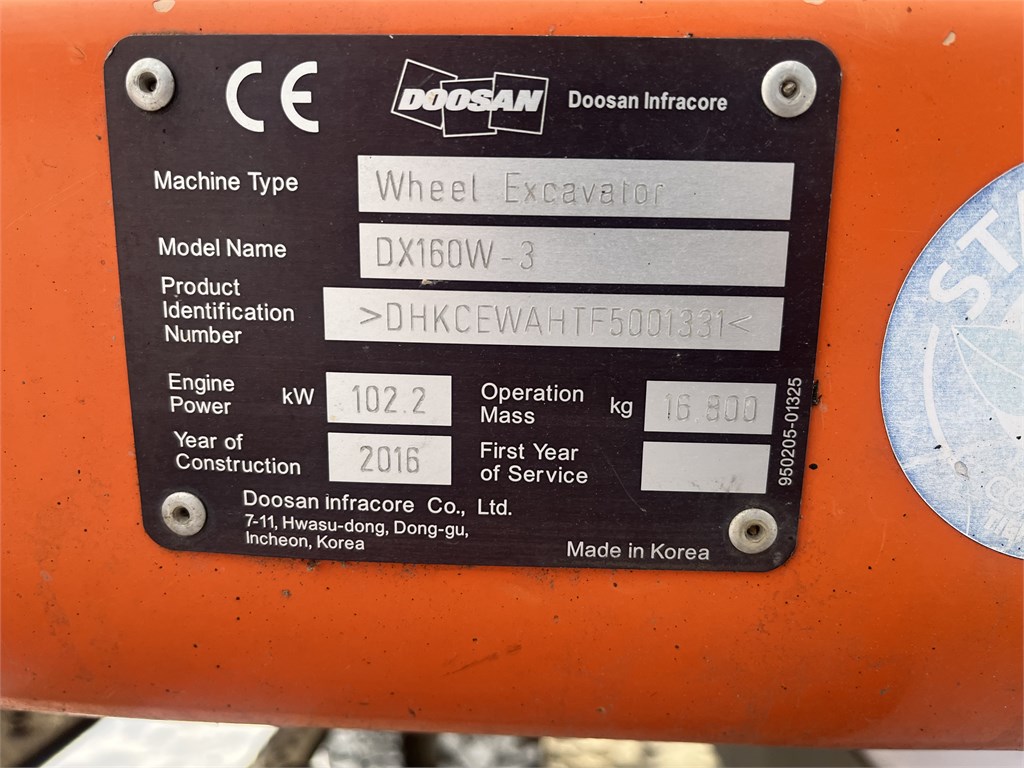 CE DOOSAN Doosan Infracore
Machine Type Wheel Excavator
Model Name DX160W-3
Product
Identification
Number
>DHKCEWAHTF5001331<
Engine
Power kW 102.2
Operation
Mass kg 16.800
Year of
Construction 2016
First Year
of Service
950205-01325
Doosan Infracore Co., Ltd.
7-11, Hwasu-dong, Dong-gu,
Incheon, Korea
Made in Korea